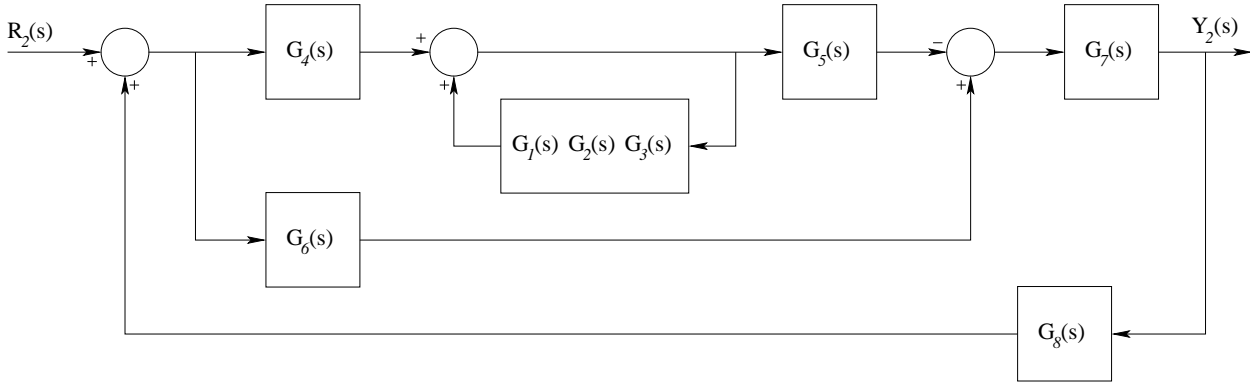 R₂(s)
Y₂(s)
+
+
+
G₄(s)
+
+
G₅(s)
−
+
G₇(s)
G₁(s) G₂(s) G₃(s)
G₆(s)
G₈(s)